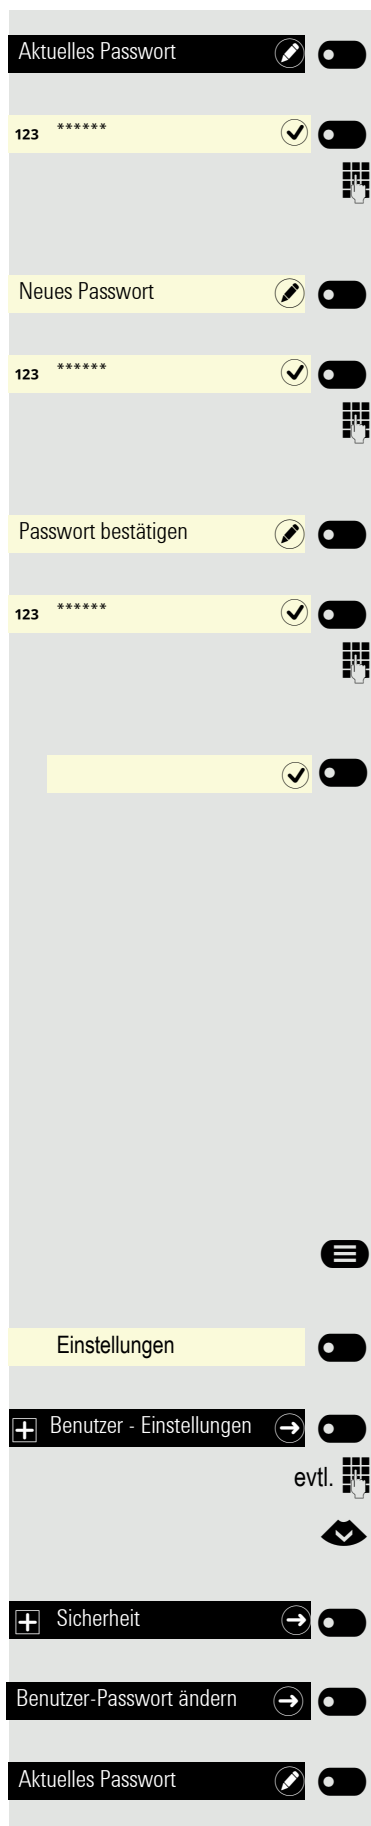 Aktuelles Passwort
123 ******
Neues Passwort
123 ******
Passwort bestätigen
123 ******
Einstellungen
Benutzer - Einstellungen
evtl.
Sicherheit
Benutzer-Passwort ändern
Aktuelles Passwort